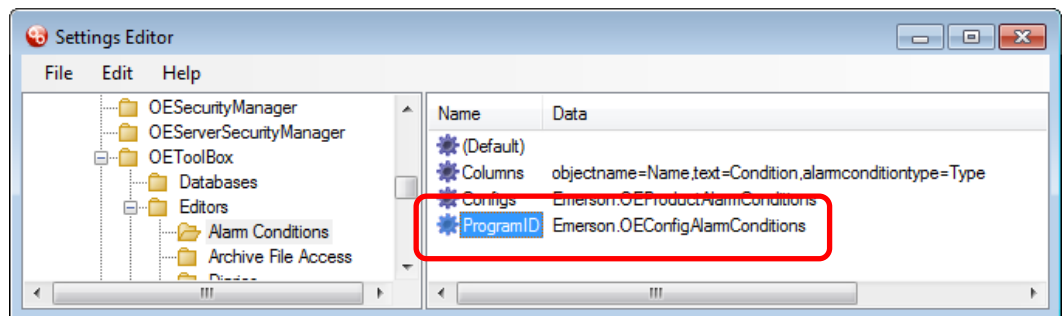 Settings Editor
File Edit Help
OESecurityManager
OEServerSecurityManager
OEToolBox
Databases
Editors
Alarm Conditions
Archive File Access
Diaries
Name Data
(Default)
Columns objectname=Name,text=Condition,alarmconditiontype=Type
Configs Emerson.OEProductAlarmConditions
ProgramID Emerson.OEConfigAlarmConditions